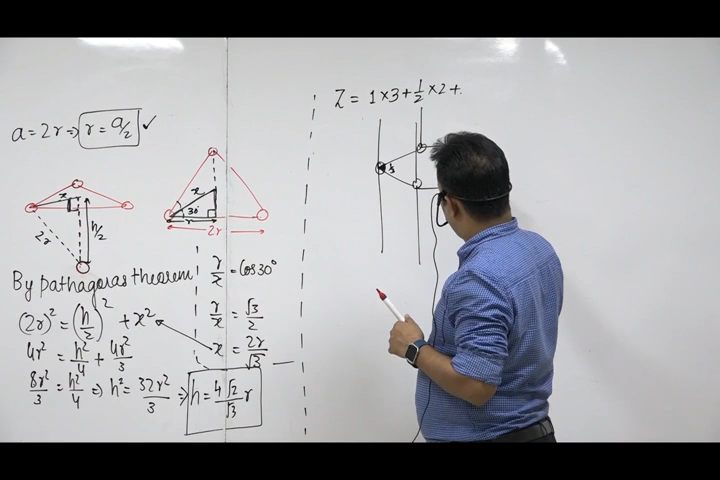 a = 2r ⇒ r = a/2 ✓
x
2r
h/2
x
30°
r
2r
By pathagoras theorem
(2r)² = (h/2)² + x²
4r² = h²/4 + 4r²/3
8r²/3 = h²/4 ⇒ h² = 32r²/3 ⇒ h = 4√2/√3 r
r/x = Cos30°
r/x = √3/2
x = 2r/√3
Z = 1×3+1/2×2+